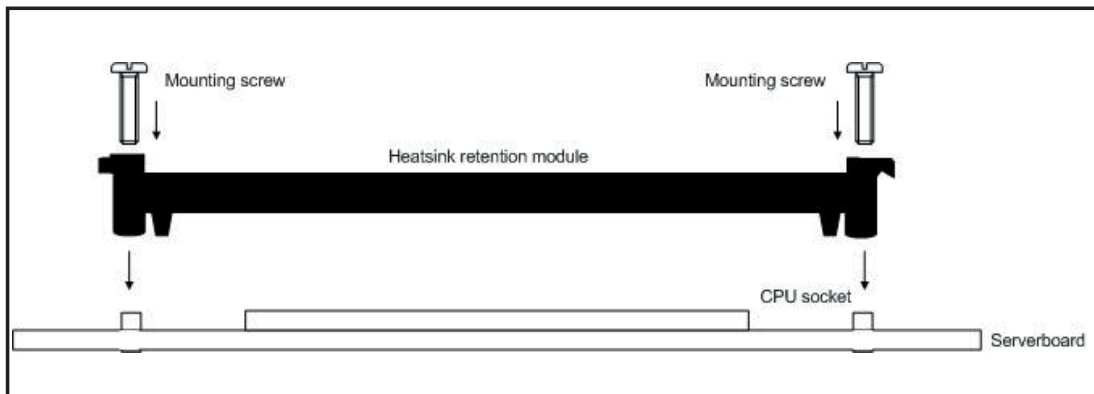 Mounting screw
Mounting screw
Heatsink retention module
CPU socket
Serverboard